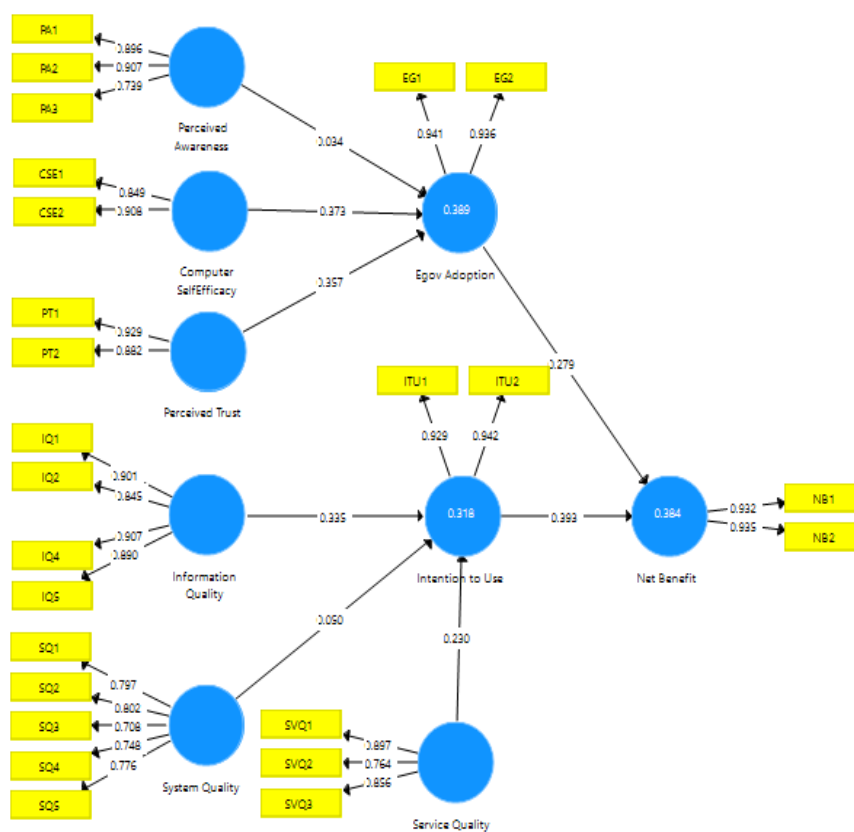 PA1
0.896
PA2
0.907
PA3
0.739
Perceived
Awareness
0.034
EG1
EG2
0.941
0.936
CSE1
0.849
CSE2
0.908
0.373
0.389
Computer
SelfEfficacy
Egov Adoption
0.357
PT1
0.929
PT2
0.882
Perceived Trust
0.279
ITU1
ITU2
0.929
0.942
IQ1
0.901
IQ2
0.845
IQ4
0.907
IQ5
0.890
Information
Quality
0.335
0.318
Intention to Use
0.393
0.384
Net Benefit
NB1
0.932
NB2
0.935
0.050
0.230
SQ1
0.797
SQ2
0.802
SQ3
0.708
SQ4
0.748
SQ5
0.776
System Quality
SVQ1
0.897
SVQ2
0.764
SVQ3
0.856
Service Quality